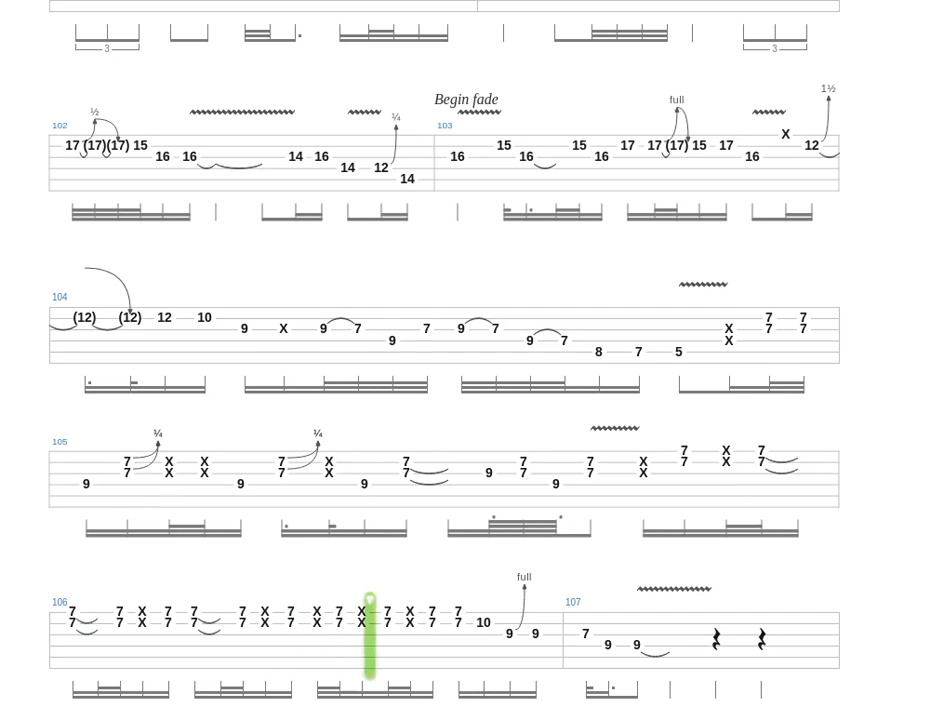 3 3
½ ¼ Begin fade full 1½
102 103
X
17 (17)(17) 15 15 15 17 17 (17) 15 17 12
16 16 14 16 16 16 16 16
14 12
14
104
(12) (12) 12 10 7 7
9 X 9 7 7 9 7 X 7 7
9 9 7 X
8 7 5
¼ ¼
105
7 X 7
7 X X 7 X 7 7 7 X 7 X 7
7 X X 7 X 7 9 7 X
9 9 9 9
full
106 107
7 7 X 7 7 7 X 7 X 7 X 7 X 7 7
7 7 X 7 7 7 X 7 X 7 X 7 X 7 7 10
9 9 7
9 9